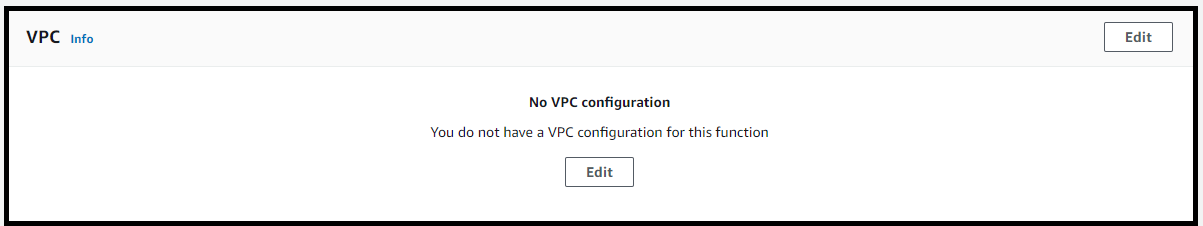 VPC Info Edit
No VPC configuration
You do not have a VPC configuration for this function
Edit